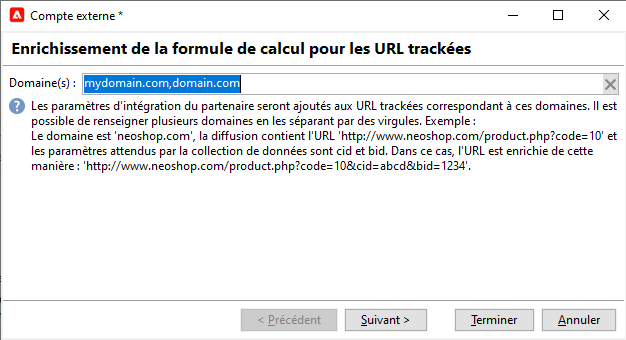 Compte externe *
Enrichissement de la formule de calcul pour les URL trackées
Domaine(s) : mydomain.com,domain.com
Les paramètres d'intégration du partenaire seront ajoutés aux URL trackées correspondant à ces domaines. Il est
possible de renseigner plusieurs domaines en les séparant par des virgules. Exemple :
Le domaine est 'neoshop.com', la diffusion contient l'URL 'http://www.neoshop.com/product.php?code=10' et
les paramètres attendus par la collection de données sont cid et bid. Dans ce cas, l'URL est enrichie de cette
manière : 'http://www.neoshop.com/product.php?code=10&cid=abcd&bid=1234'.
< Précédent Suivant > Terminer Annuler